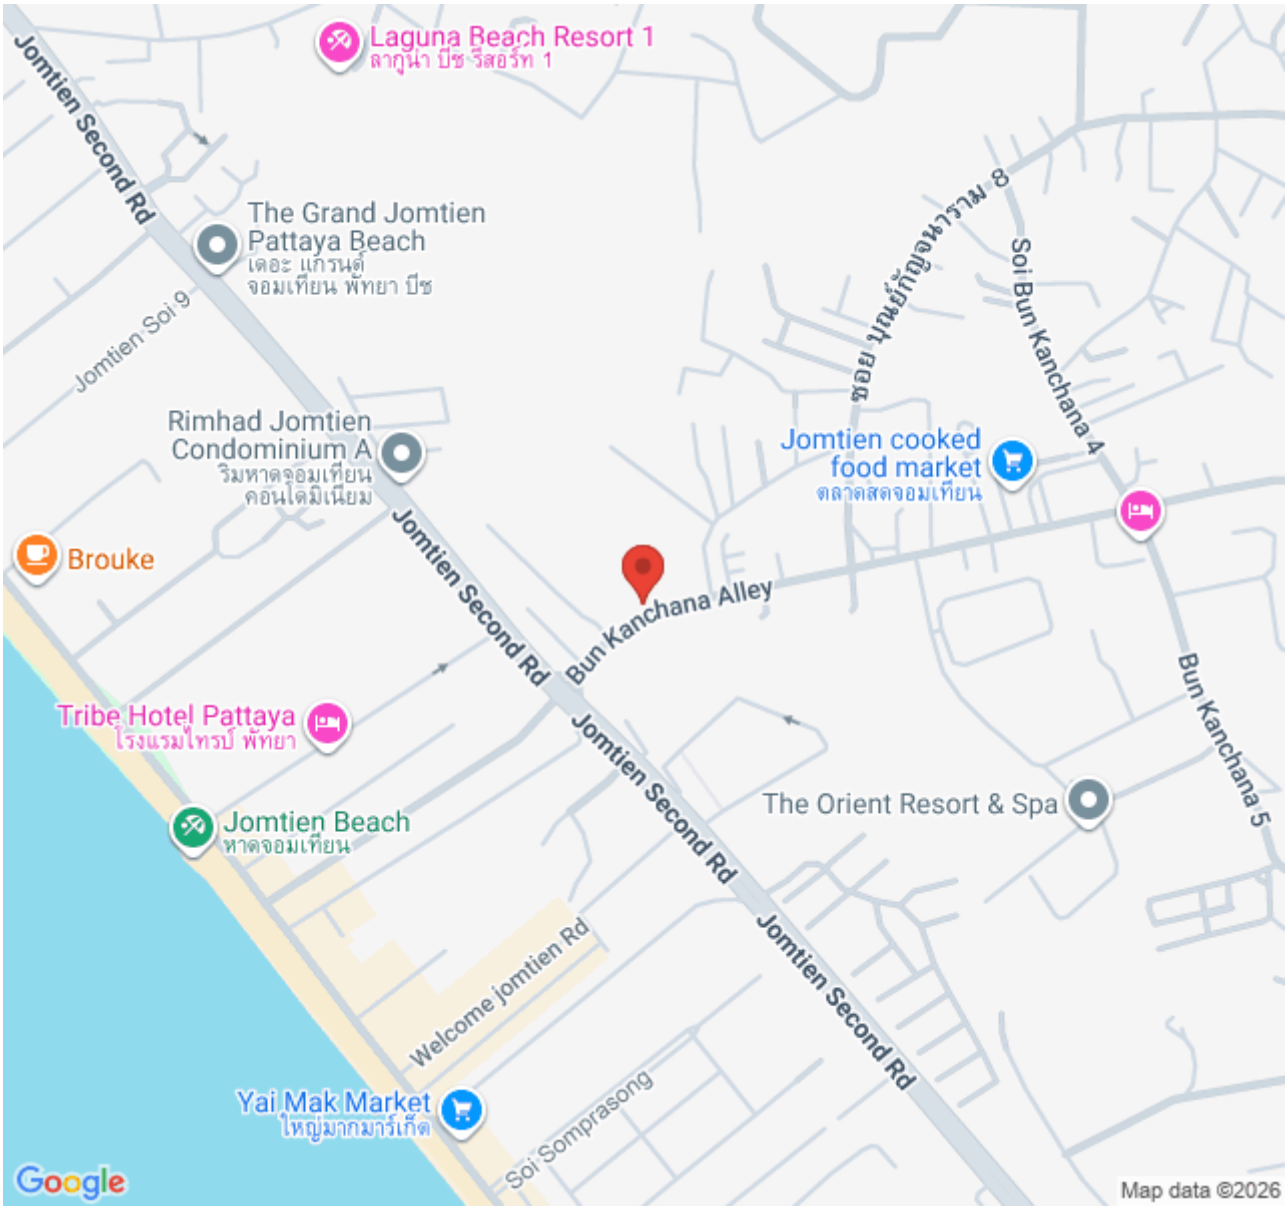 Laguna Beach Resort 1
ลากูน่า บีช รีสอร์ท 1
Jomtien Second Rd
ซอย บุณย์กัญจนาราม 8
The Grand Jomtien
Pattaya Beach
เดอะ แกรนด์
จอมเทียน พัทยา บีช
Soi Bun Kanchana 4
Jomtien Soi 9
Rimhad Jomtien
Condominium A
ริมหาดจอมเทียน
คอนโดมิเนียม
Jomtien cooked
food market
ตลาดสดจอมเทียน
Brouke
Jomtien Second Rd
Bun Kanchana Alley
Bun Kanchana 5
Tribe Hotel Pattaya
โรงแรมไทรบ์ พัทยา
Jomtien Second Rd
The Orient Resort & Spa
Jomtien Beach
หาดจอมเทียน
Welcome jomtien Rd
Jomtien Second Rd
Yai Mak Market
ใหญ่มากมาร์เก็ต
Soi Somprasong
Google
Map data ©2026